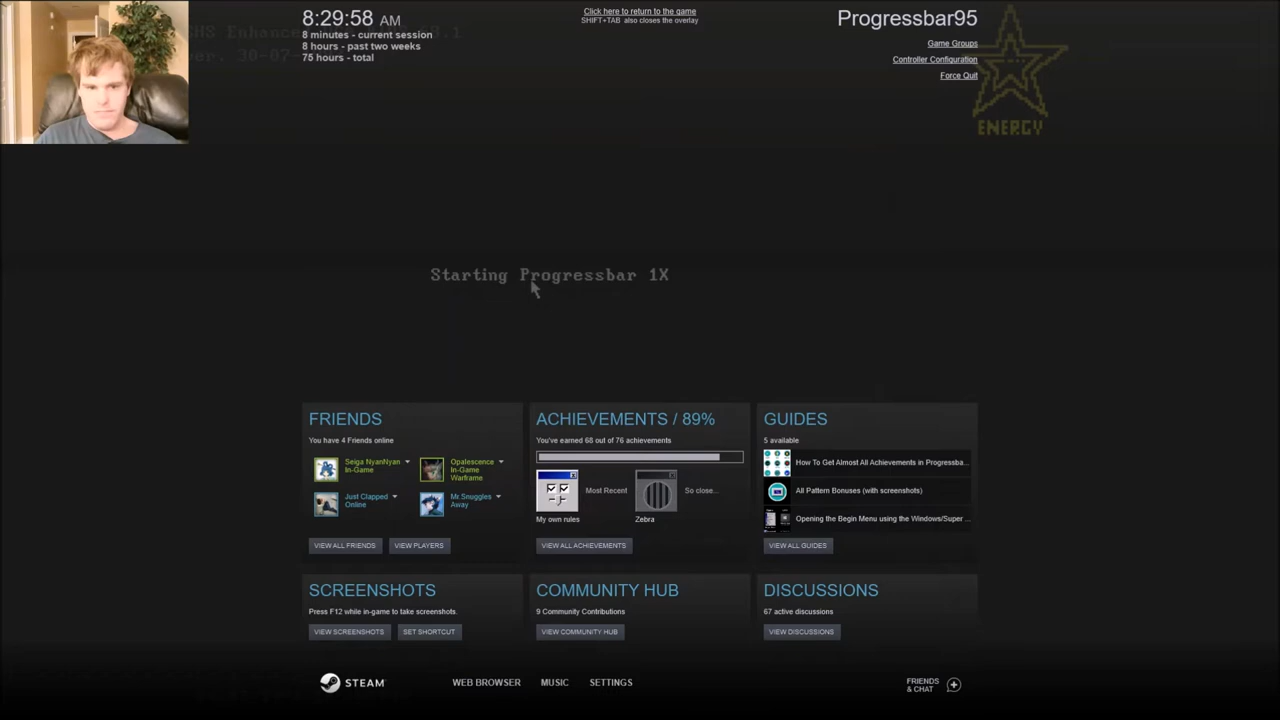 8:29:58 AM
8 minutes - current session
8 hours - past two weeks
75 hours - total
Click here to return to the game
SHIFT+TAB also closes the overlay
Progressbar95
Game Groups
Controller Configuration
Force Quit
ENERGY
Starting Progressbar 1X
FRIENDS
You have 4 Friends online
Seiga NyanNyan
In-Game
Opalescence
In-Game
Warframe
Just Clapped
Online
Mr.Snuggles
Away
VIEW ALL FRIENDS
VIEW PLAYERS
ACHIEVEMENTS / 89%
You've earned 68 out of 76 achievements
Most Recent
So close...
My own rules
Zebra
VIEW ALL ACHIEVEMENTS
GUIDES
5 available
How To Get Almost All Achievements in Progressba...
All Pattern Bonuses (with screenshots)
Opening the Begin Menu using the Windows/Super ...
VIEW ALL GUIDES
SCREENSHOTS
Press F12 while in-game to take screenshots.
VIEW SCREENSHOTS
SET SHORTCUT
COMMUNITY HUB
9 Community Contributions
VIEW COMMUNITY HUB
DISCUSSIONS
67 active discussions
VIEW DISCUSSIONS
STEAM
WEB BROWSER
MUSIC
SETTINGS
FRIENDS
& CHAT